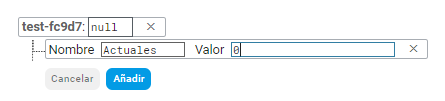 test-fc9d7: null ×
Nombre Actuales Valor 0 ×
Cancelar Añadir